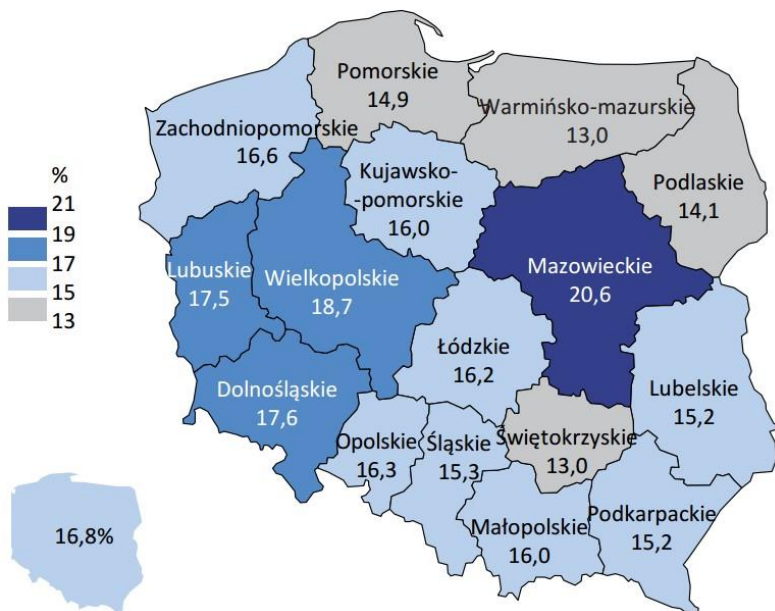 Pomorskie
14,9
Warmińsko-mazurskie
13,0
Zachodniopomorskie
16,6
Kujawsko-
-pomorskie
16,0
Podlaskie
14,1
%
21
19
17
15
13
Lubuskie
17,5
Wielkopolskie
18,7
Mazowieckie
20,6
Łódzkie
16,2
Dolnośląskie
17,6
Lubelskie
15,2
Opolskie
16,3
Śląskie
15,3
Świętokrzyskie
13,0
Małopolskie
16,0
Podkarpackie
15,2
16,8%